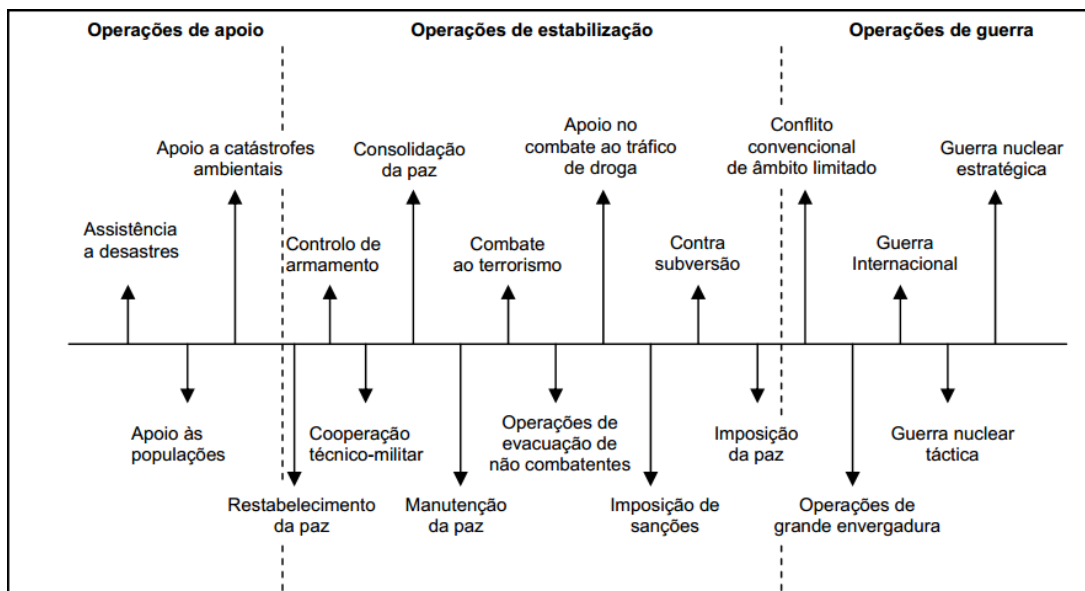 Operações de apoio
Operações de estabilização
Operações de guerra
Assistência
a desastres
Apoio a catástrofes
ambientais
Controlo de
armamento
Consolidação
da paz
Combate
ao terrorismo
Apoio no
combate ao tráfico
de droga
Contra
subversão
Conflito
convencional
de âmbito limitado
Guerra
Internacional
Guerra nuclear
estratégica
Apoio às
populações
Restabelecimento
da paz
Cooperação
técnico-militar
Manutenção
da paz
Operações de
evacuação de
não combatentes
Imposição de
sanções
Imposição
da paz
Operações de
grande envergadura
Guerra nuclear
táctica